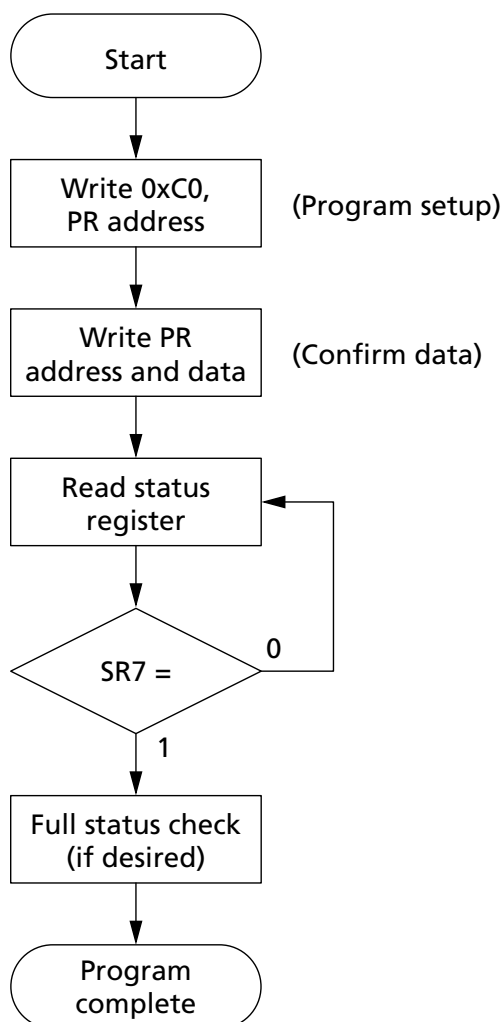 Start
Write 0xC0,
PR address
(Program setup)
Write PR
address and data
(Confirm data)
Read status
register
SR7 =
0
1
Full status check
(if desired)
Program
complete